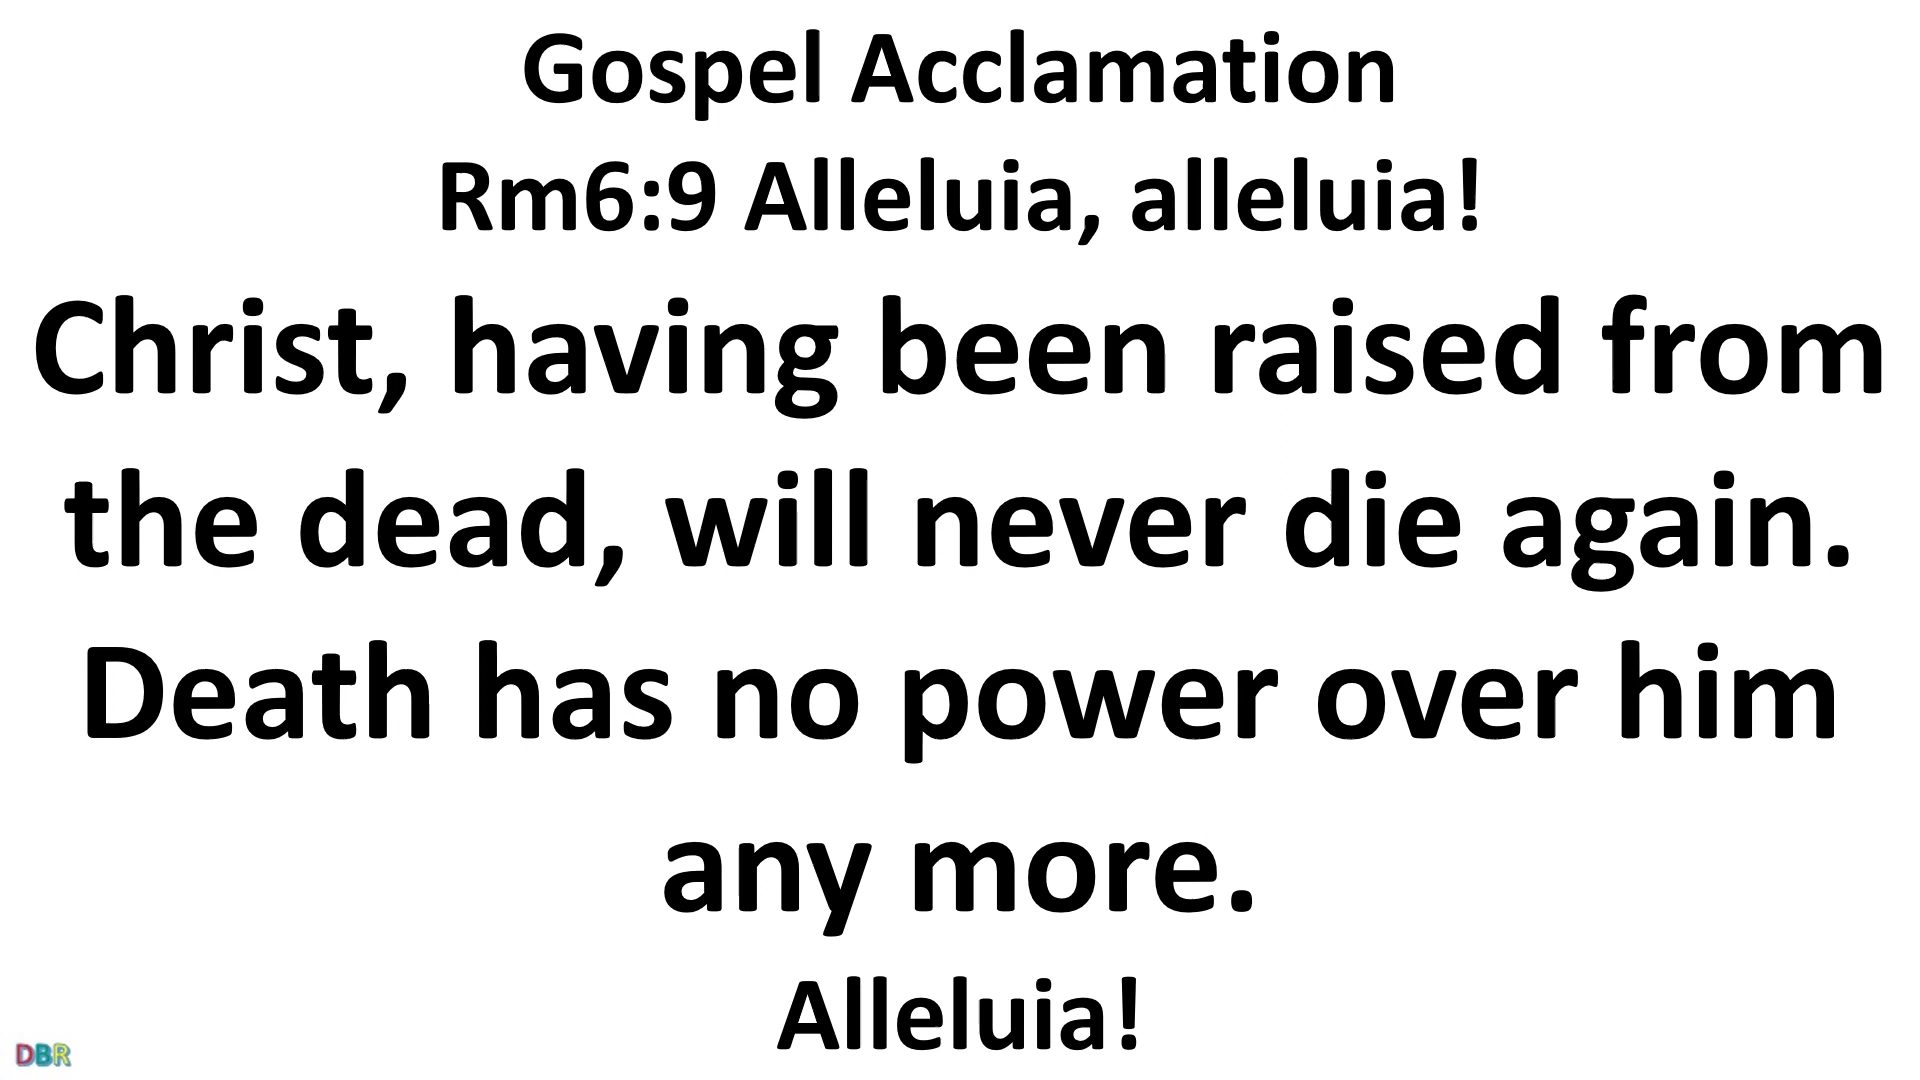 Gospel Acclamation
Rm6:9 Alleluia, alleluia!
Christ, having been raised from
the dead, will never die again.
Death has no power over him
any more.
Alleluia!
DBR